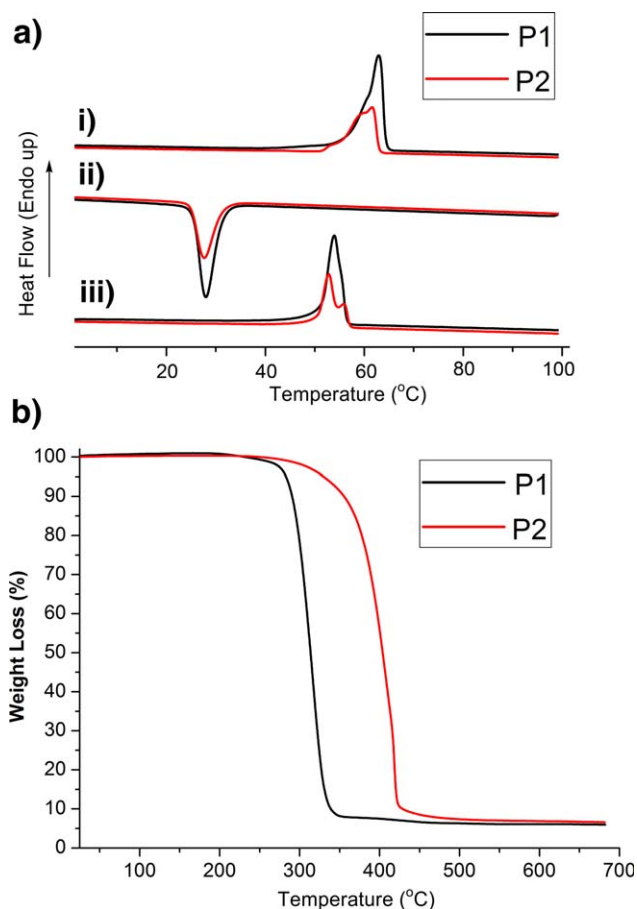 a)
P1
P2
i)
ii)
iii)
Heat Flow (Endo up)
20 40 60 80 100
Temperature (°C)
b)
P1
P2
100
90
80
70
60
50
40
30
20
10
0
Weight Loss (%)
100 200 300 400 500 600 700
Temperature (°C)